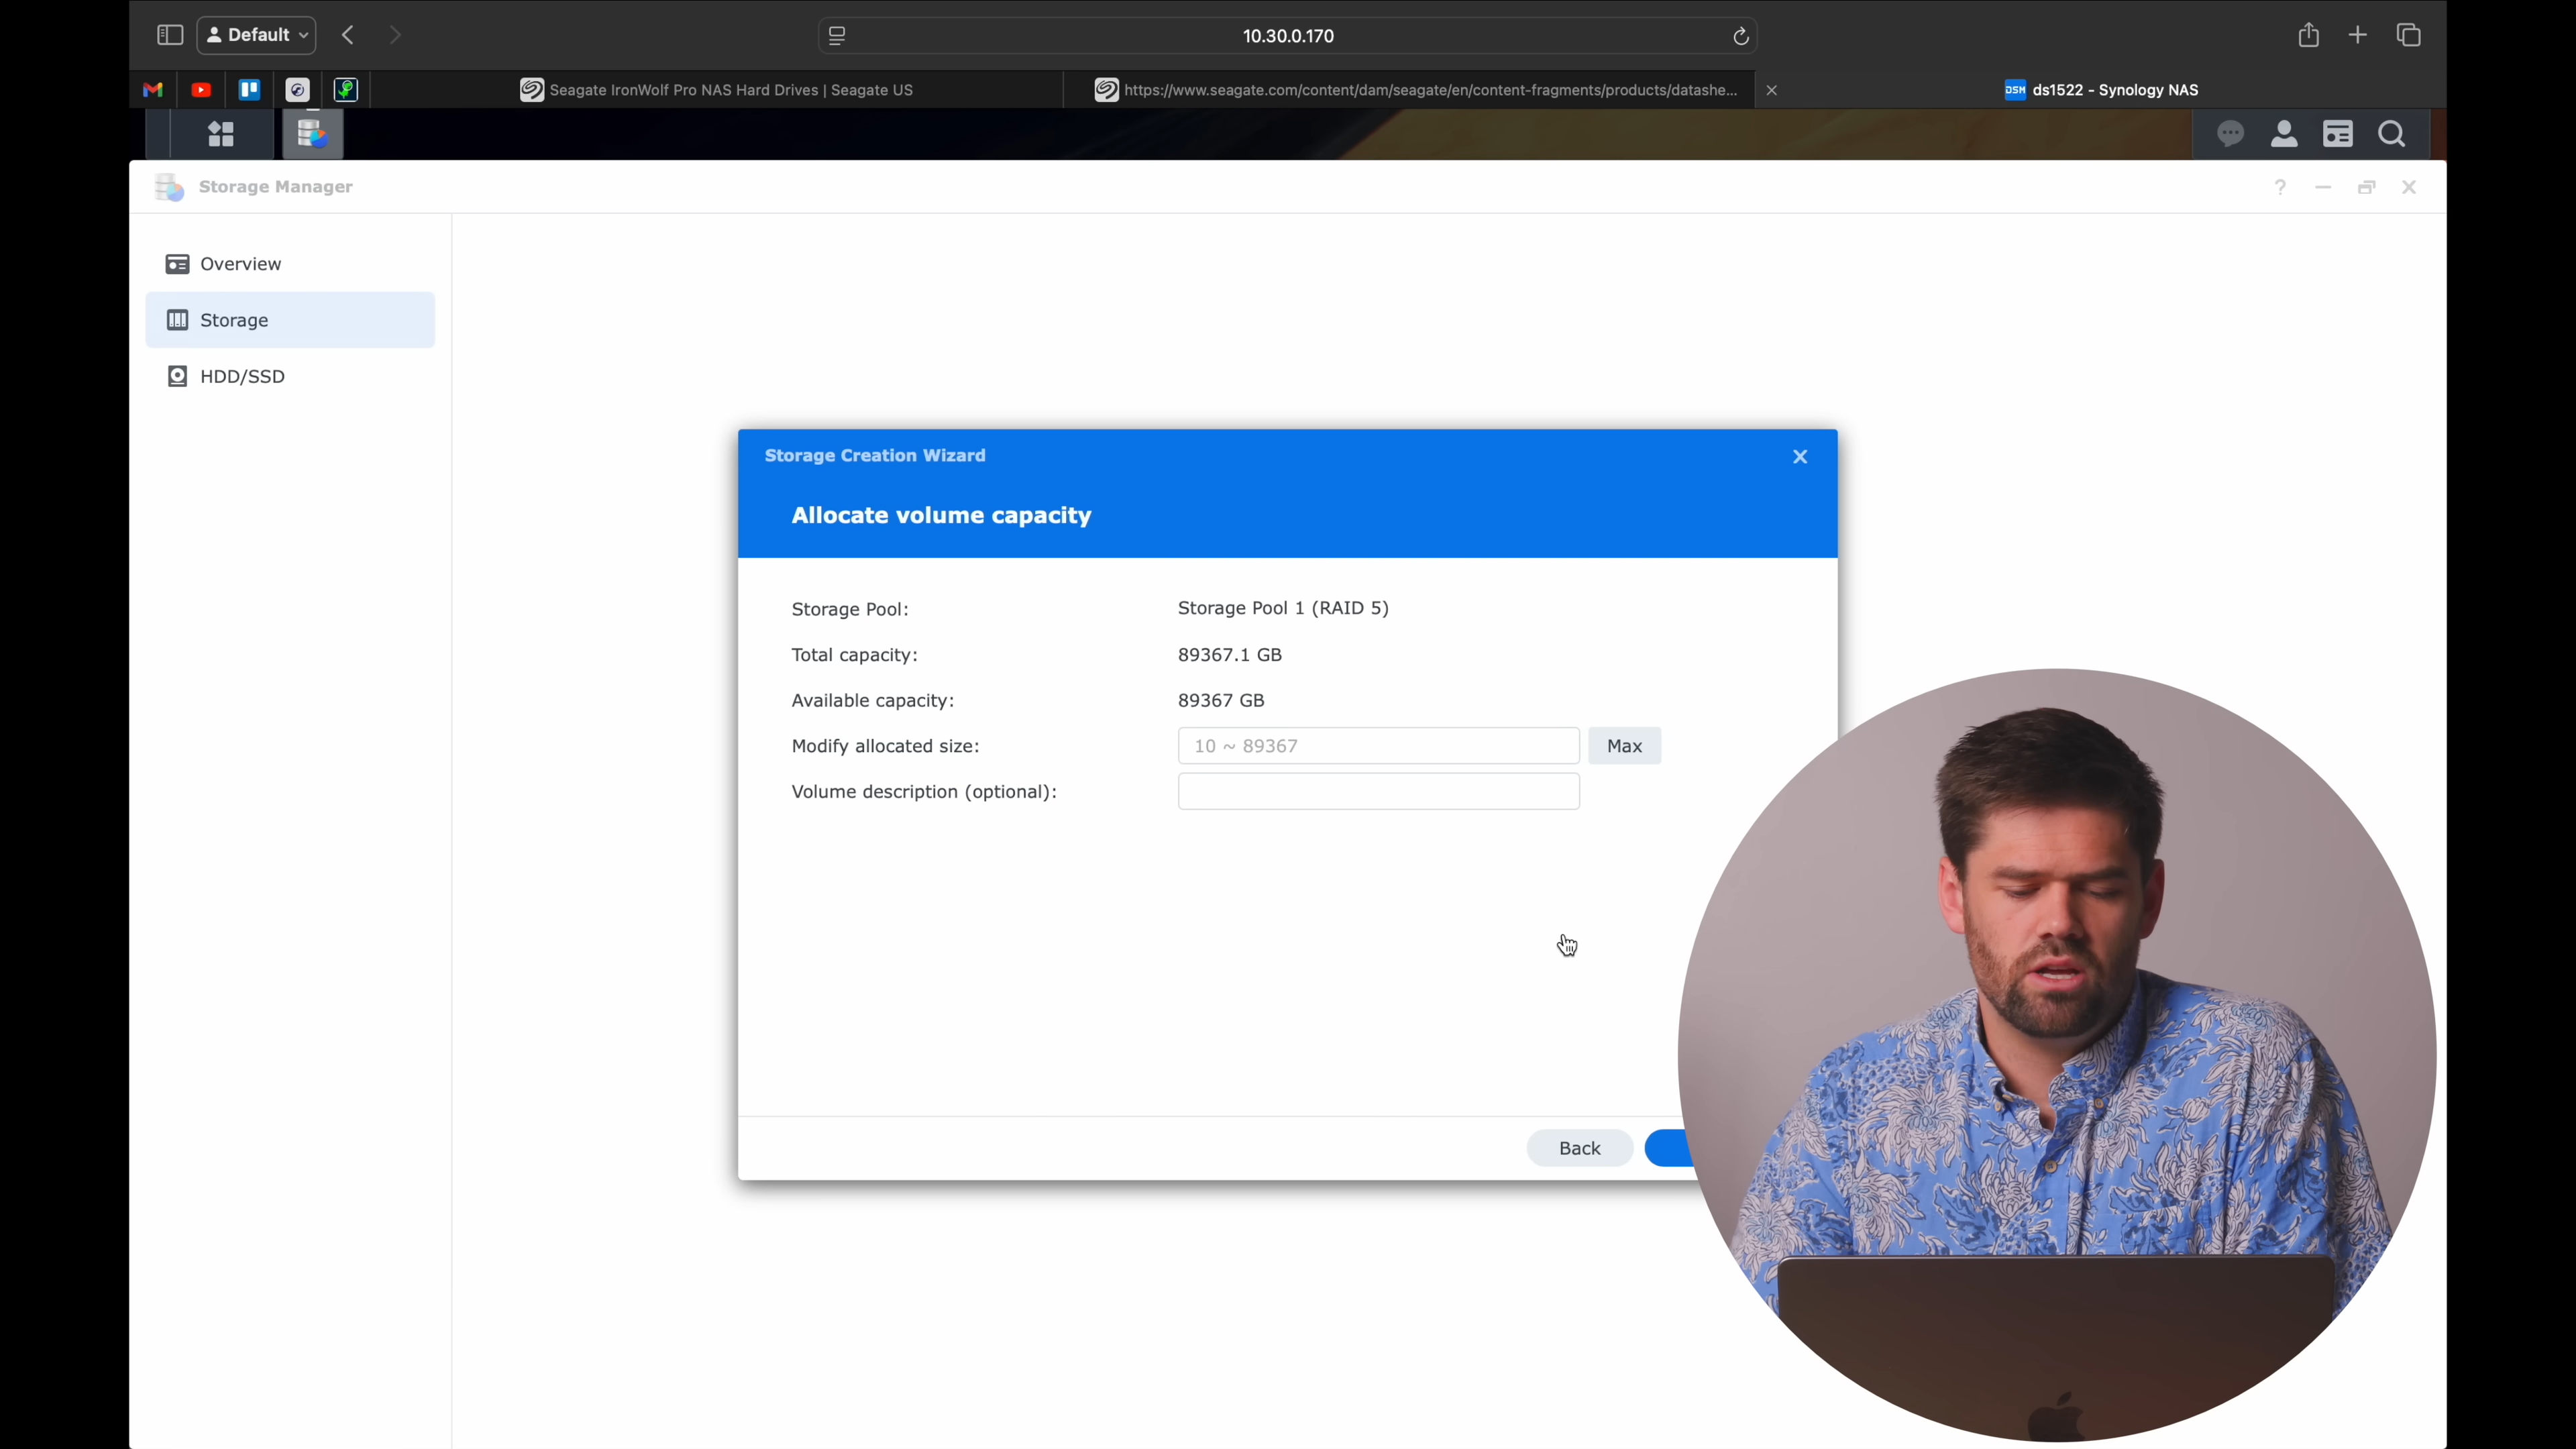 Default
10.30.0.170
Seagate IronWolf Pro NAS Hard Drives | Seagate US
https://www.seagate.com/content/dam/seagate/en/content-fragments/products/datashe...
DSM ds1522 - Synology NAS
Storage Manager
Overview
Storage
HDD/SSD
Storage Creation Wizard
Allocate volume capacity
Storage Pool: Storage Pool 1 (RAID 5)
Total capacity: 89367.1 GB
Available capacity: 89367 GB
Modify allocated size: 10 ~ 89367 Max
Volume description (optional):
Back